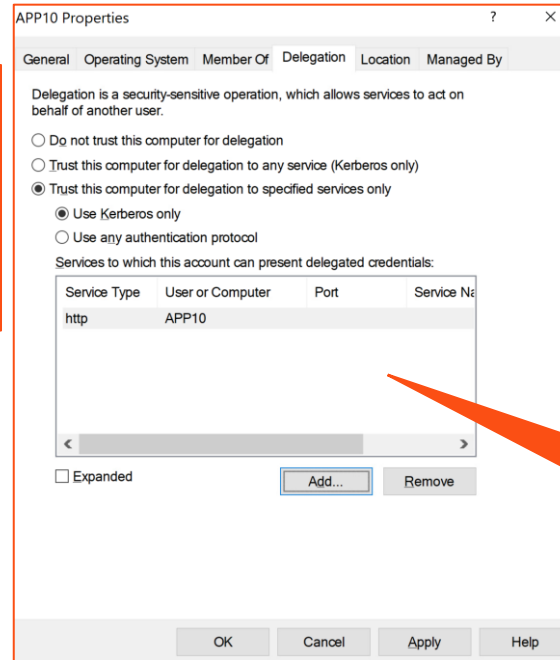 APP10 Properties ? ×
General Operating System Member Of Delegation Location Managed By
Delegation is a security-sensitive operation, which allows services to act on
behalf of another user.
Do not trust this computer for delegation
Trust this computer for delegation to any service (Kerberos only)
Trust this computer for delegation to specified services only
Use Kerberos only
Use any authentication protocol
Services to which this account can present delegated credentials:
Service Type User or Computer Port Service Na
http APP10
Expanded Add... Remove
OK Cancel Apply Help